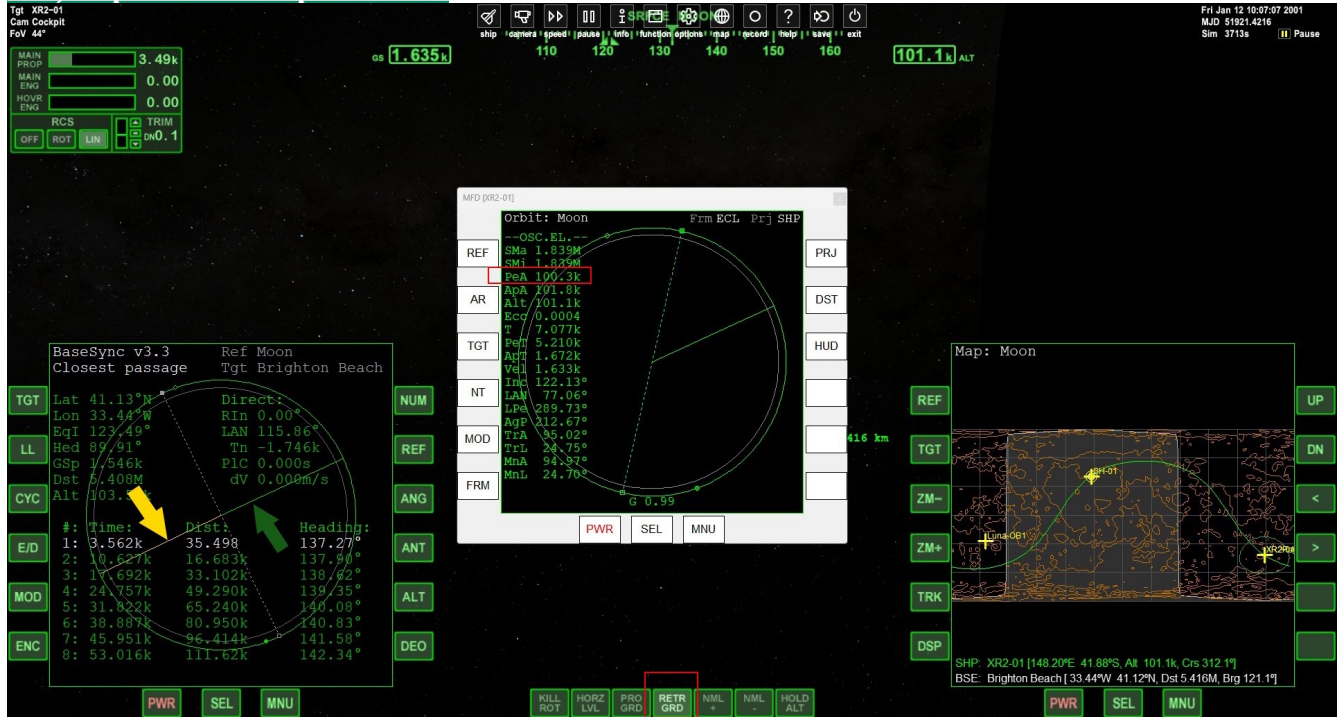 Tgt XR2-01
Cam Cockpit
FoV 44°
ship camera speed pause info function options map record help save exit
Fri Jan 12 10:07:07 2001
MJD 51921.4216
Sim 3713s Pause
110 120 130 140 150 160
GS 1.635k
101.1k ALT
MAIN PROP 3.49k
MAIN ENG 0.00
HOVR ENG 0.00
RCS TRIM
OFF ROT LIN DN0.1
MFD [XR2-01]
Orbit: Moon Frm ECL Prj SHP
--OSC.EL.--
SMa 1.839M
SMi 1.839M
PeA 100.3k
ApA 101.8k
Alt 101.1k
Ecc 0.0004
T 7.077k
PeT 5.210k
ApT 1.672k
Vel 1.633k
Inc 122.13°
LAN 77.06°
LPe 289.73°
AgP 212.67°
TrA 95.02°
TrL 24.75°
MnA 94.97°
MnL 24.70°
G 0.99
REF
AR
TGT
NT
MOD
FRM
PRJ
DST
HUD
PWR SEL MNU
416 km
BaseSync v3.3 Ref Moon
Closest passage Tgt Brighton Beach
Lat 41.13°N Direct:
Lon 33.44°W RIn 0.00°
EqI 123.49° LAN 115.86°
Hed 89.91° Tn -1.746k
GSp 1.546k PlC 0.000s
Dst 5.408M dV 0.000m/s
Alt
#: Time: Dist: Heading:
1: 3.562k 35.498 137.27°
2: 10.627k 16.683k 137.90°
3: 17.692k 33.102k 138.62°
4: 24.757k 49.290k 139.35°
5: 31.822k 65.240k 140.08°
6: 38.887k 80.950k 140.83°
7: 45.951k 96.414k 141.58°
8: 53.016k 111.62k 142.34°
TGT
LL
CYC
E/D
MOD
ENC
NUM
REF
ANG
ANT
ALT
DEO
PWR SEL MNU
KILL ROT
HORZ LVL
PRO GRD
RETR GRD
NML +
NML -
HOLD ALT
Map: Moon
SH-01
Luna-OB1
SHP: XR2-01 [148.20°E 41.88°S, Alt 101.1k, Crs 312.1°]
BSE: Brighton Beach [ 33.44°W 41.12°N, Dst 5.416M, Brg 121.1°]
REF
TGT
ZM-
ZM+
TRK
DSP
UP
DN
<
>
PWR SEL MNU